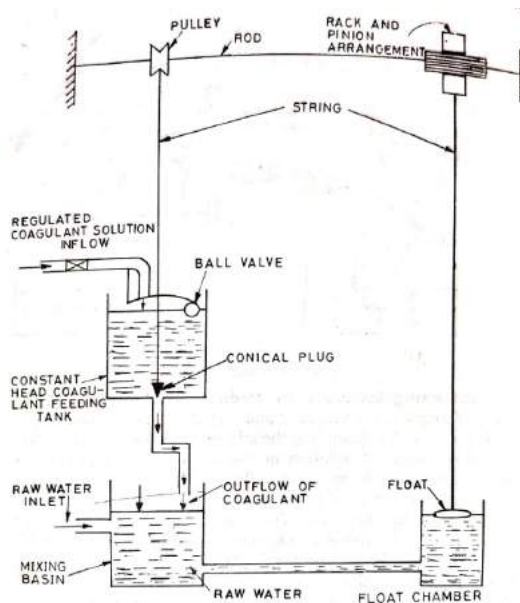 PULLEY
ROD
RACK AND
PINION
ARRANGEMENT
STRING
REGULATED
COAGULANT SOLUTION
INFLOW
BALL VALVE
CONICAL PLUG
CONSTANT
HEAD COAGU-
LANT FEEDING
TANK
RAW WATER
INLET
OUTFLOW OF
COAGULANT
FLOAT
MIXING
BASIN
RAW WATER
FLOAT CHAMBER